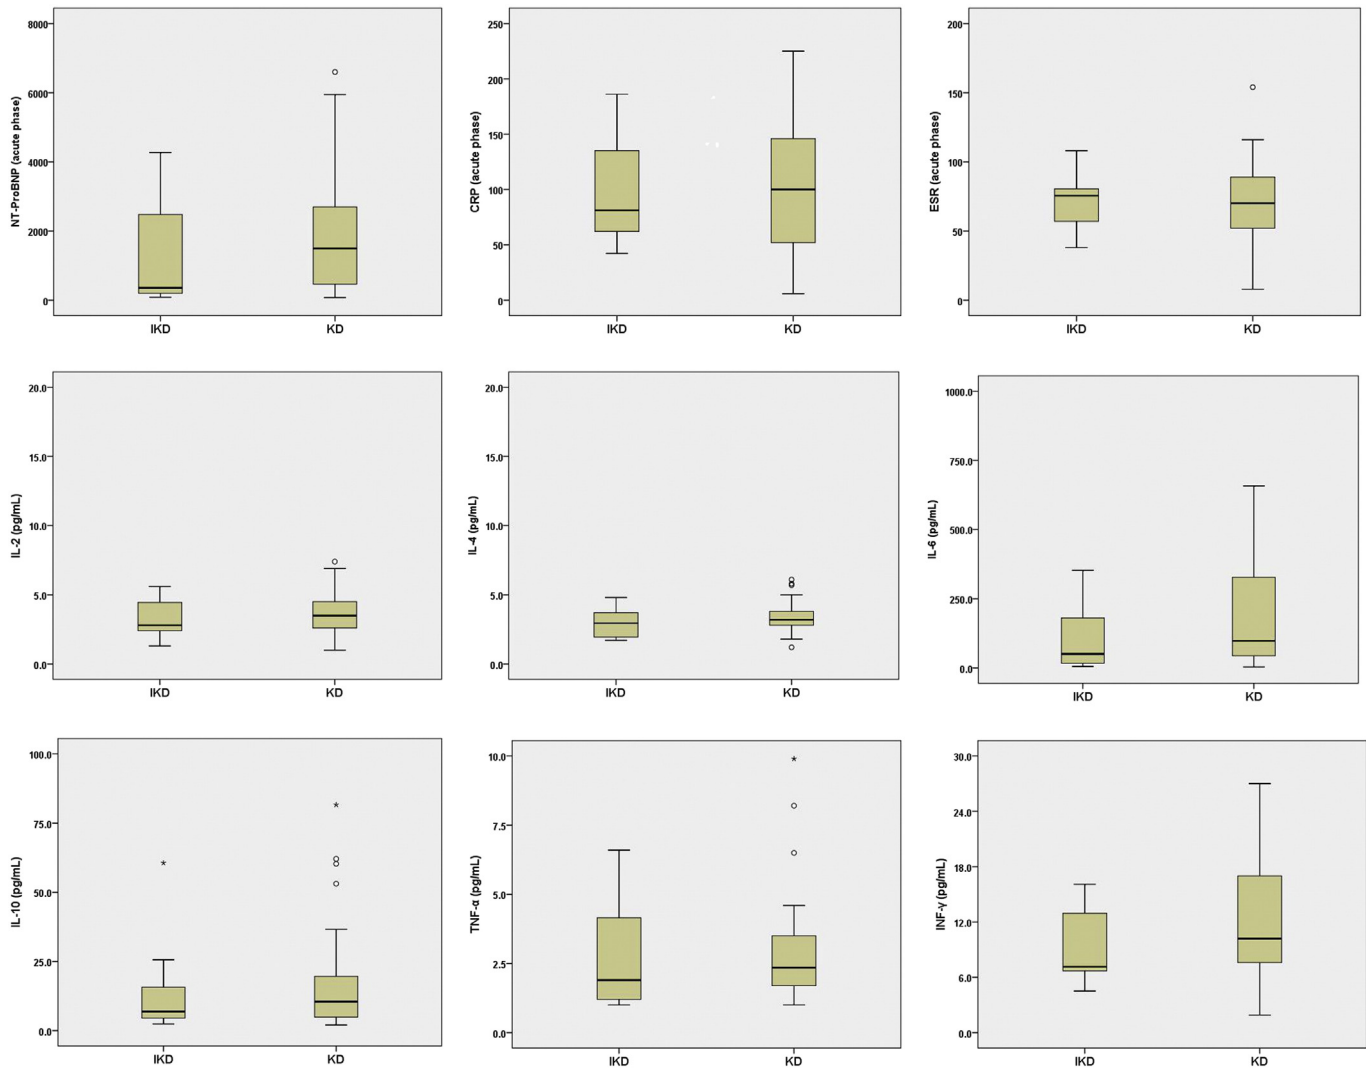 NT-ProBNP (acute phase)
8000
6000
4000
2000
0
IKD
KD
CRP (acute phase)
250
200
150
100
50
0
IKD
KD
ESR (acute phase)
200
150
100
50
0
IKD
KD
IL-2 (pg/mL)
20.0
15.0
10.0
5.0
0.0
IKD
KD
IL-4 (pg/mL)
20.0
15.0
10.0
5.0
0.0
IKD
KD
IL-6 (pg/mL)
1000.0
750.0
500.0
250.0
0.0
IKD
KD
IL-10 (pg/mL)
100.0
75.0
50.0
25.0
0.0
IKD
KD
TNF-α (pg/mL)
10.0
7.5
5.0
2.5
0.0
IKD
KD
INF-γ (pg/mL)
30.0
24.0
18.0
12.0
6.0
0.0
IKD
KD